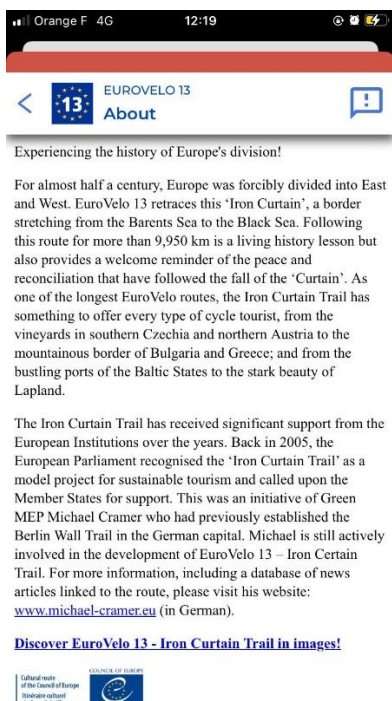 Orange F 4G 12:19
13
EUROVELO 13
About
Experiencing the history of Europe's division!
For almost half a century, Europe was forcibly divided into East
and West. EuroVelo 13 retraces this ‘Iron Curtain’, a border
stretching from the Barents Sea to the Black Sea. Following
this route for more than 9,950 km is a living history lesson but
also provides a welcome reminder of the peace and
reconciliation that have followed the fall of the ‘Curtain’. As
one of the longest EuroVelo routes, the Iron Curtain Trail has
something to offer every type of cycle tourist, from the
vineyards in southern Czechia and northern Austria to the
mountainous border of Bulgaria and Greece; and from the
bustling ports of the Baltic States to the stark beauty of
Lapland.
The Iron Curtain Trail has received significant support from the
European Institutions over the years. Back in 2005, the
European Parliament recognised the ‘Iron Curtain Trail’ as a
model project for sustainable tourism and called upon the
Member States for support. This was an initiative of Green
MEP Michael Cramer who had previously established the
Berlin Wall Trail in the German capital. Michael is still actively
involved in the development of EuroVelo 13 – Iron Certain
Trail. For more information, including a database of news
articles linked to the route, please visit his website:
www.michael-cramer.eu (in German).
Discover EuroVelo 13 - Iron Curtain Trail in images!
COUNCIL OF EUROPE
Cultural route
of the Council of Europe
Itinéraire culturel